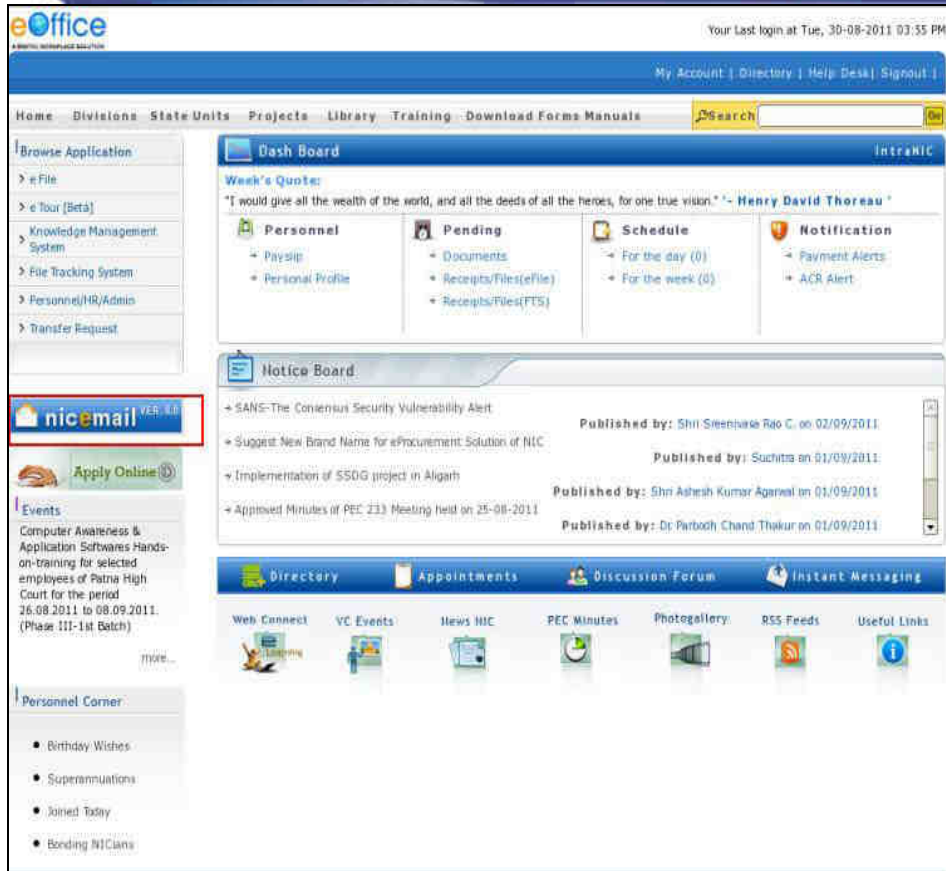 eOffice
A DIGITAL WORKPLACE SOLUTION
Your Last login at Tue, 30-08-2011 03:55 PM
My Account | Directory | Help Desk| Signout |
Home Divisions State Units Projects Library Training Download Forms Manuals
Search
Go
Browse Application
e File
e Tour [Beta]
Knowledge Management
System
File Tracking System
Personnel/HR/Admin
Transfer Request
Dash Board
IntraNIC
Week's Quote:
"I would give all the wealth of the world, and all the deeds of all the heroes, for one true vision." '- Henry David Thoreau '
Personnel
Payslip
Personal Profile
Pending
Documents
Receipts/Files(eFile)
Receipts/Files(FTS)
Schedule
For the day (0)
For the week (0)
Notification
Payment Alerts
ACR Alert
nicemail VER
Apply Online
Notice Board
SANS-The Consensus Security Vulnerability Alert
Published by: Shri Sreenivasa Rao C. on 02/09/2011
Suggest New Brand Name for eProcurement Solution of NIC
Published by: Suchitra on 01/09/2011
Implementation of SSDG project in Aligarh
Published by: Shri Ashesh Kumar Agarwal on 01/09/2011
Approved Minutes of PEC 233 Meeting held on 25-08-2011
Published by: Dr. Parbodh Chand Thakur on 01/09/2011
Events
Computer Awareness &
Application Softwares Hands-
on-training for selected
employees of Patna High
Court for the period
26.08.2011 to 08.09.2011.
(Phase III-1st Batch)
more...
Directory
Appointments
Discussion Forum
Instant Messaging
Web Connect
VC Events
News NIC
PEC Minutes
Photogallery
RSS Feeds
Useful Links
Personnel Corner
Birthday Wishes
Superannuations
Joined Today
Bonding NICians